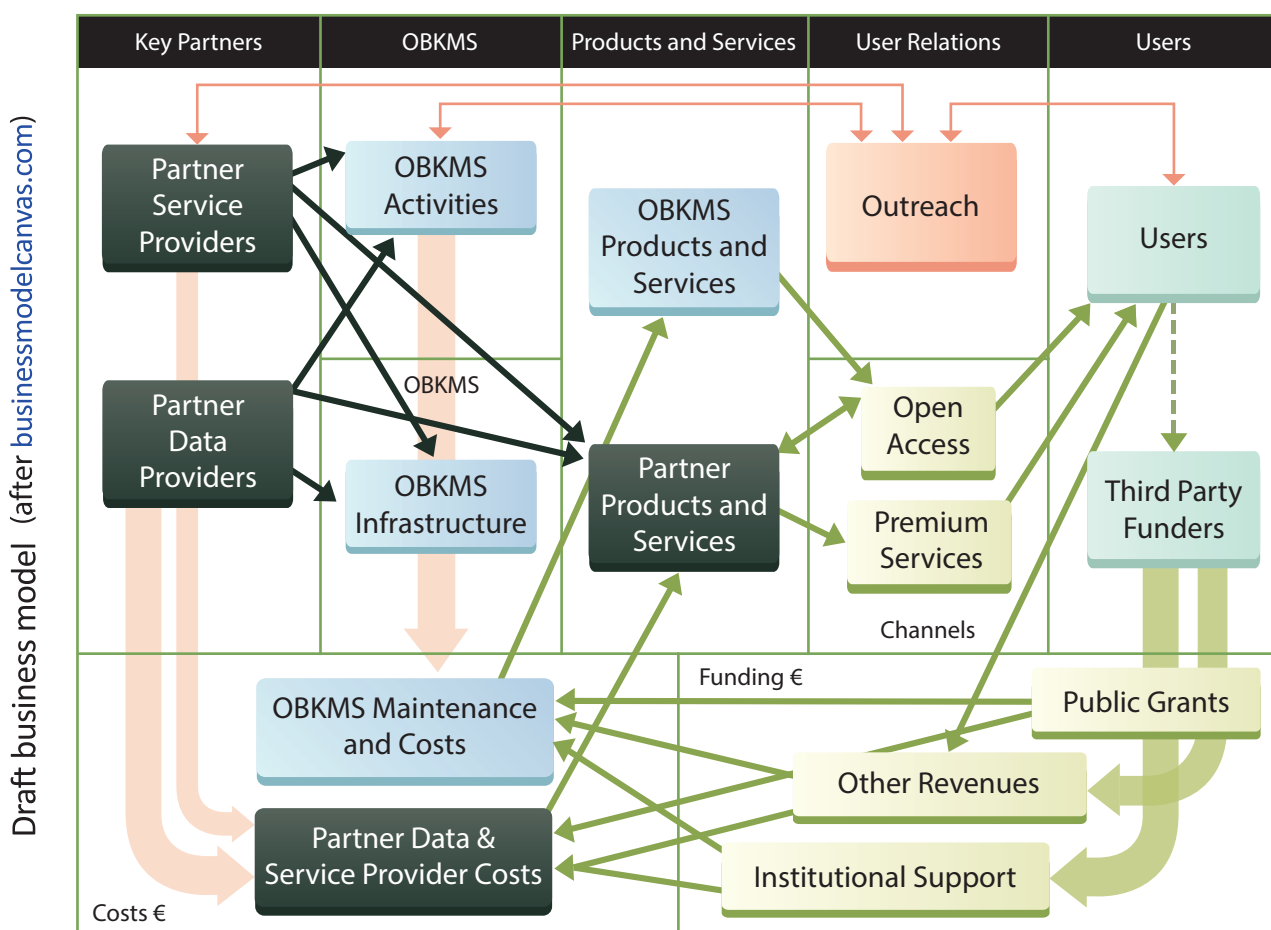 Draft business model (after businessmodelcanvas.com)
Key Partners
OBKMS
Products and Services
User Relations
Users
Partner
Service
Providers
OBKMS
Activities
OBKMS
Products and
Services
Outreach
Users
OBKMS
Partner
Data
Providers
OBKMS
Infrastructure
Partner
Products and
Services
Open
Access
Premium
Services
Third Party
Funders
Channels
Funding €
OBKMS Maintenance
and Costs
Public Grants
Other Revenues
Partner Data &
Service Provider Costs
Institutional Support
Costs €